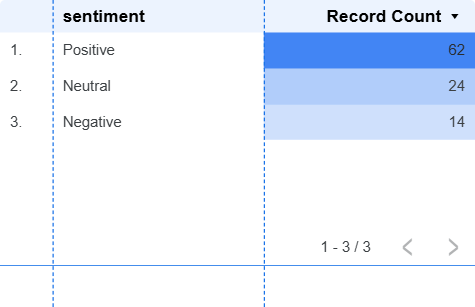 sentiment Record Count
1. Positive 62
2. Neutral 24
3. Negative 14
1 - 3 / 3